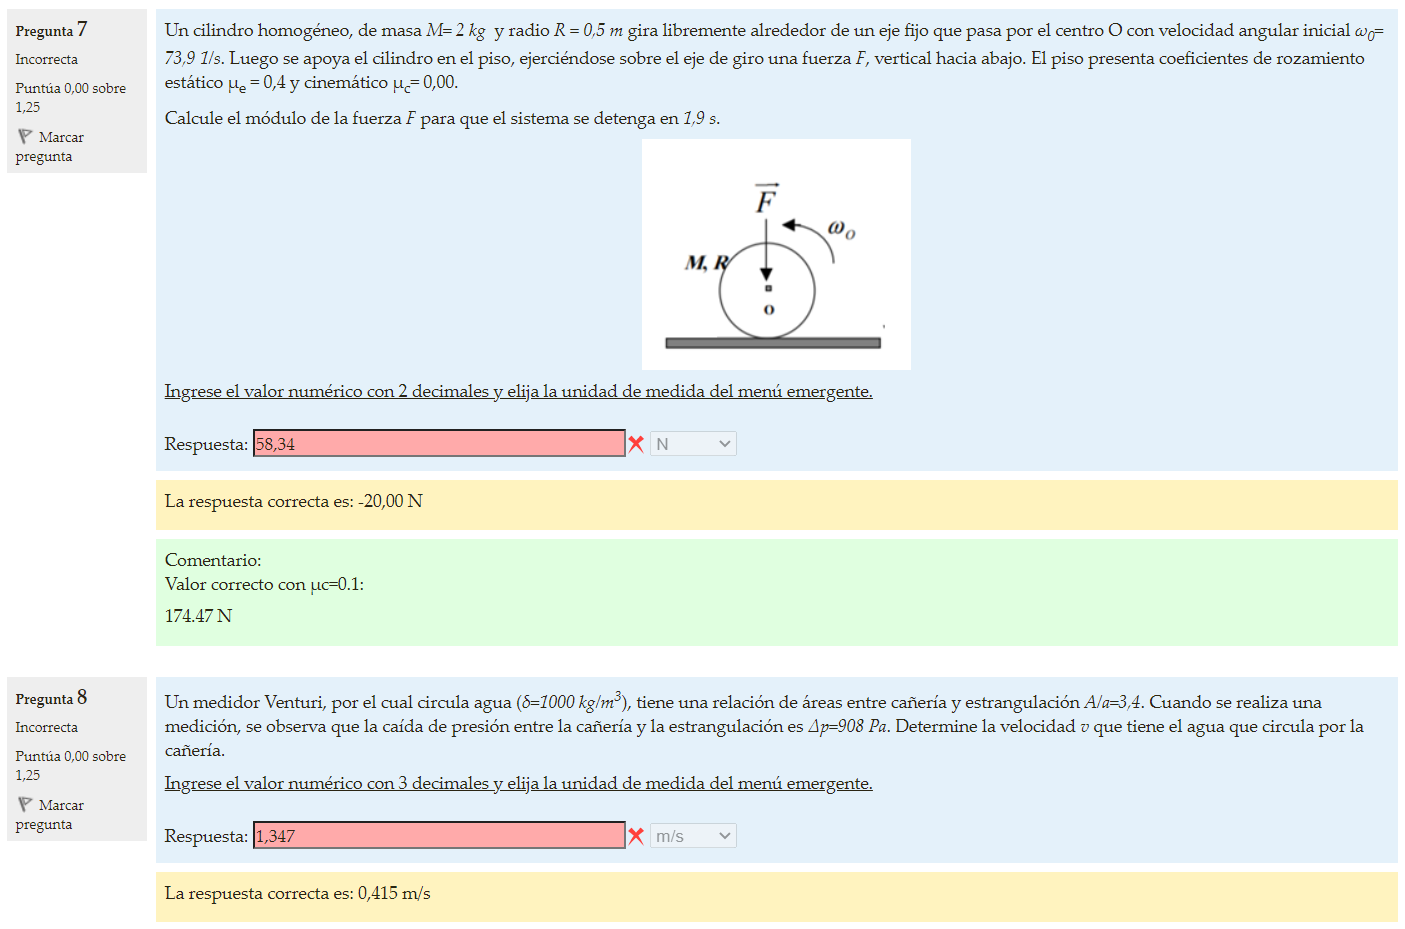 Pregunta 7
Incorrecta
Puntúa 0,00 sobre
1,25
Marcar
pregunta
Un cilindro homogéneo, de masa M= 2 kg y radio R = 0,5 m gira libremente alrededor de un eje fijo que pasa por el centro O con velocidad angular inicial ω0=
73,9 1/s. Luego se apoya el cilindro en el piso, ejerciéndose sobre el eje de giro una fuerza F, vertical hacia abajo. El piso presenta coeficientes de rozamiento
estático μe = 0,4 y cinemático μc= 0,00.
Calcule el módulo de la fuerza F para que el sistema se detenga en 1,9 s.
F
ωO
M, R
O
Ingrese el valor numérico con 2 decimales y elija la unidad de medida del menú emergente.
Respuesta: 58,34 N
La respuesta correcta es: -20,00 N
Comentario:
Valor correcto con μc=0.1:
174.47 N
Pregunta 8
Incorrecta
Puntúa 0,00 sobre
1,25
Marcar
pregunta
Un medidor Venturi, por el cual circula agua (δ=1000 kg/m³), tiene una relación de áreas entre cañería y estrangulación A/a=3,4. Cuando se realiza una
medición, se observa que la caída de presión entre la cañería y la estrangulación es Δp=908 Pa. Determine la velocidad v que tiene el agua que circula por la
cañería.
Ingrese el valor numérico con 3 decimales y elija la unidad de medida del menú emergente.
Respuesta: 1,347 m/s
La respuesta correcta es: 0,415 m/s